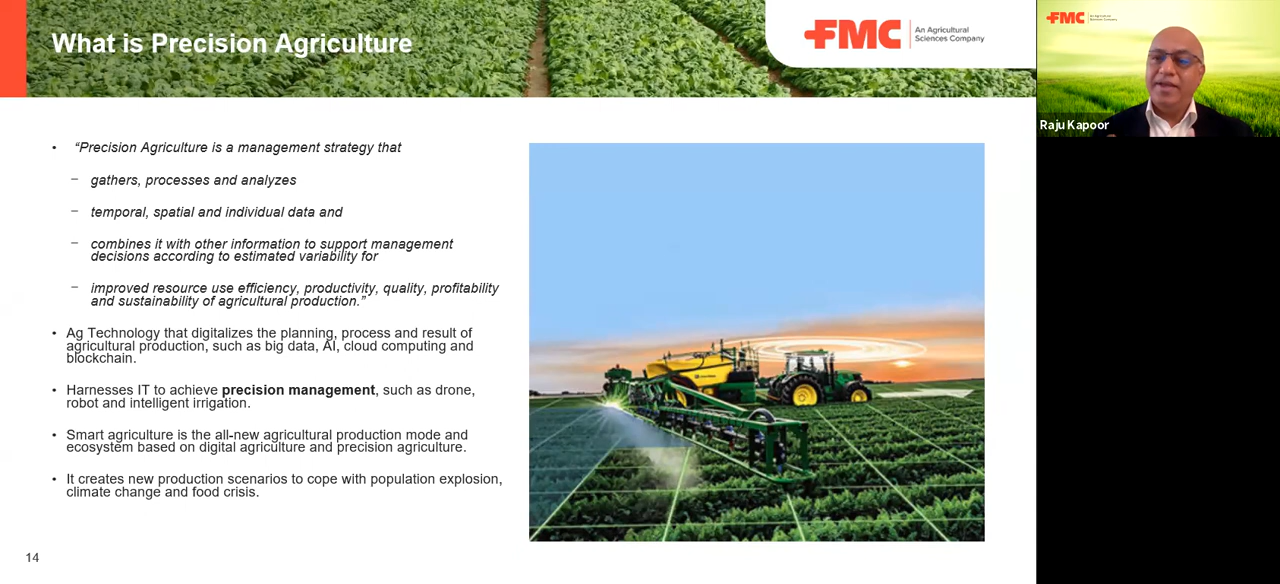 What is Precision Agriculture
FMC
An Agricultural
Sciences Company
• “Precision Agriculture is a management strategy that
– gathers, processes and analyzes
– temporal, spatial and individual data and
– combines it with other information to support management
decisions according to estimated variability for
– improved resource use efficiency, productivity, quality, profitability
and sustainability of agricultural production.”
• Ag Technology that digitalizes the planning, process and result of
agricultural production, such as big data, AI, cloud computing and
blockchain.
• Harnesses IT to achieve precision management, such as drone,
robot and intelligent irrigation.
• Smart agriculture is the all-new agricultural production mode and
ecosystem based on digital agriculture and precision agriculture.
• It creates new production scenarios to cope with population explosion,
climate change and food crisis.
14
FMC
An Agricultural
Sciences Company
Raju Kapoor